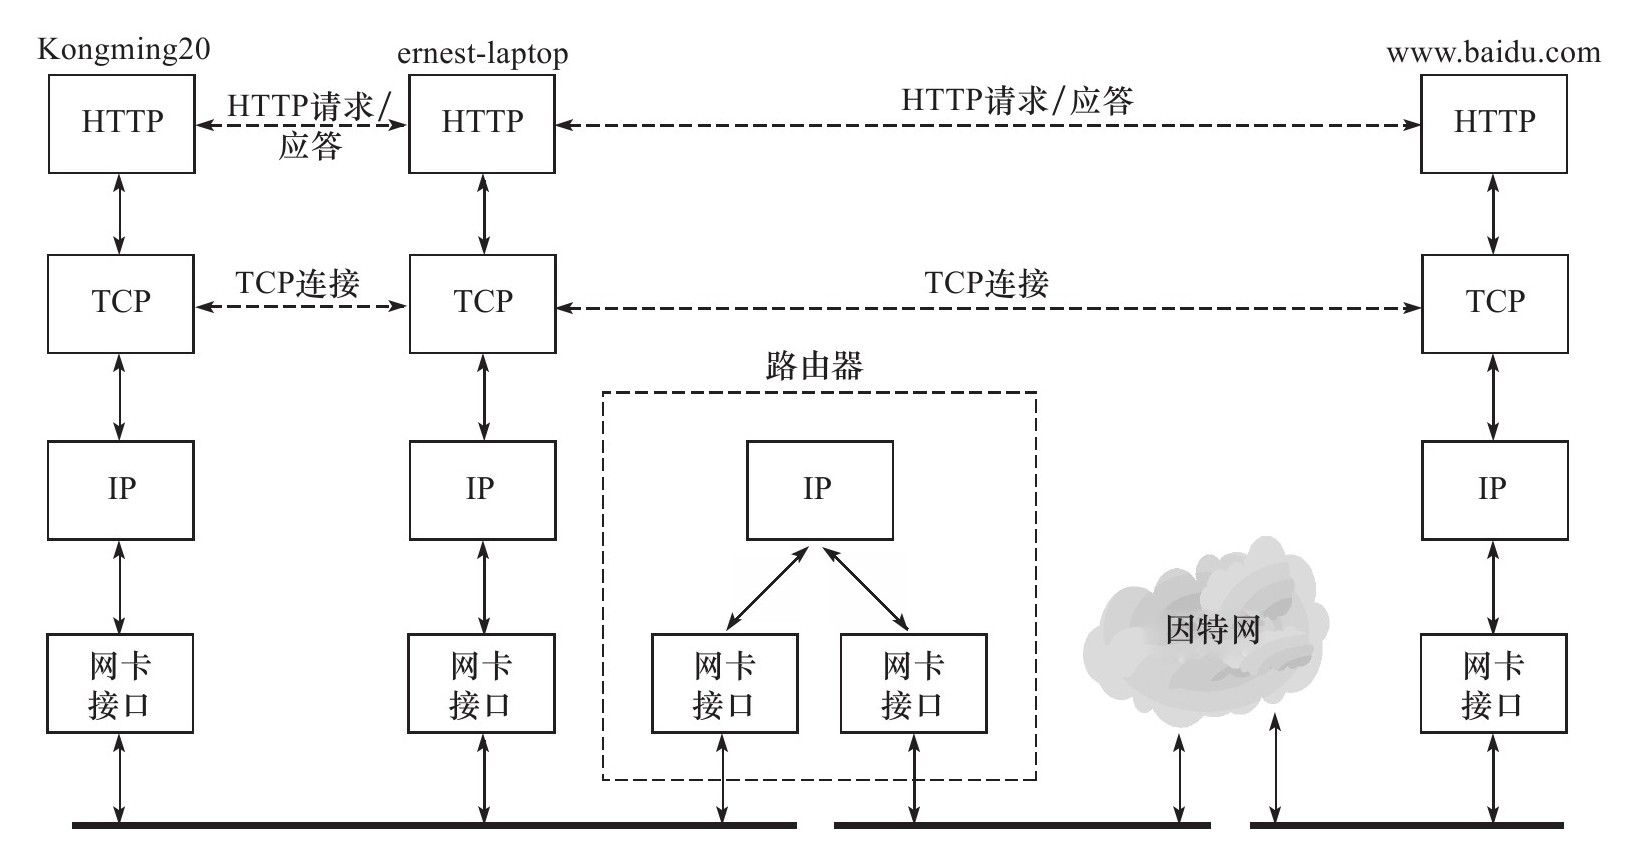 Kongming20
ernest-laptop
www.baidu.com
HTTP
HTTP请求/
应答
HTTP
HTTP请求/应答
HTTP
TCP
TCP连接
TCP
TCP连接
TCP
路由器
IP
IP
IP
IP
因特网
网卡
接口
网卡
接口
网卡
接口
网卡
接口
网卡
接口